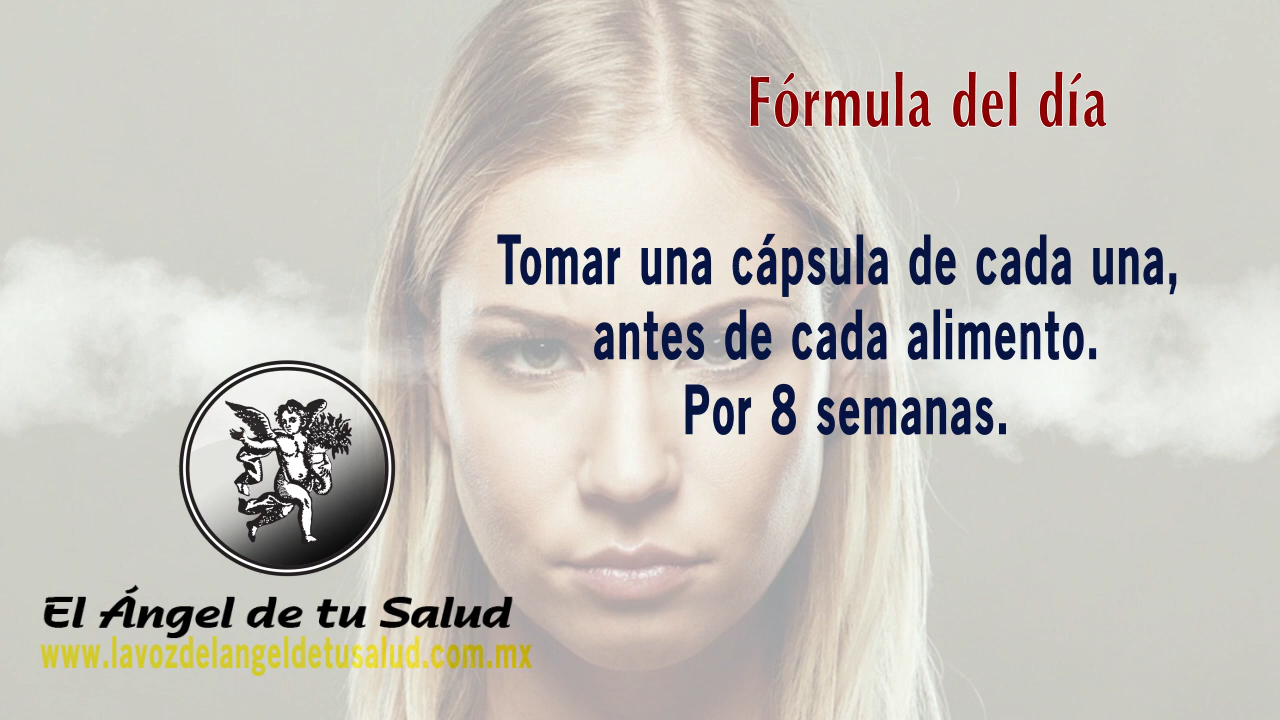 Fórmula del día
Tomar una cápsula de cada una,
antes de cada alimento.
Por 8 semanas.
El Ángel de tu Salud
www.lavozdelangeldetusalud.com.mx